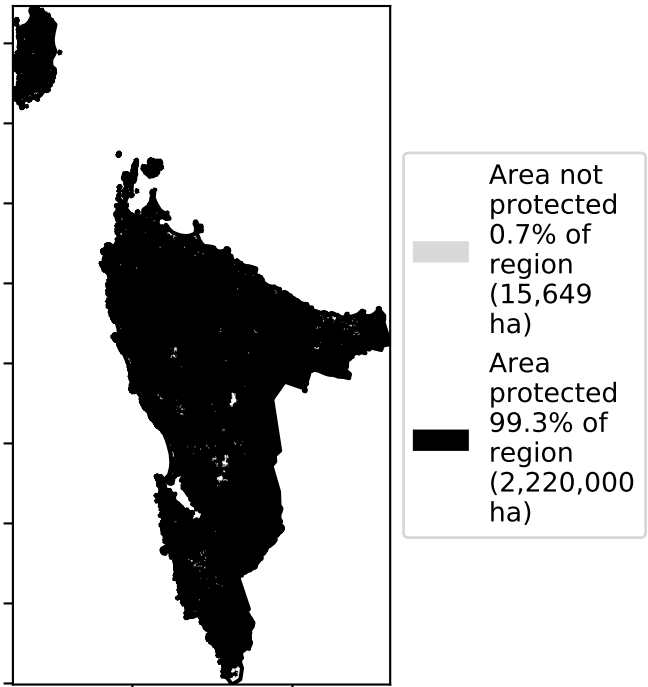 Area not
protected
0.7% of
region
(15,649
ha)
Area
protected
99.3% of
region
(2,220,000
ha)